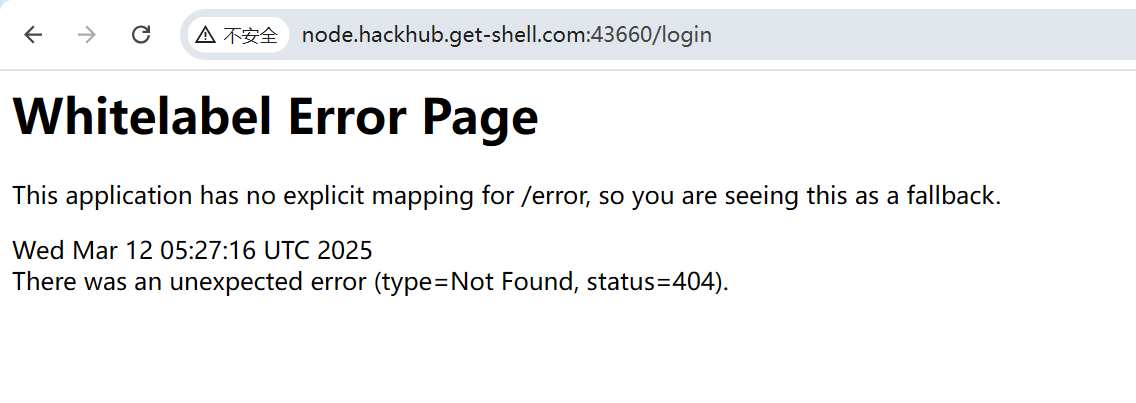 不安全 node.hackhub.get-shell.com:43660/login
Whitelabel Error Page
This application has no explicit mapping for /error, so you are seeing this as a fallback.
Wed Mar 12 05:27:16 UTC 2025
There was an unexpected error (type=Not Found, status=404).